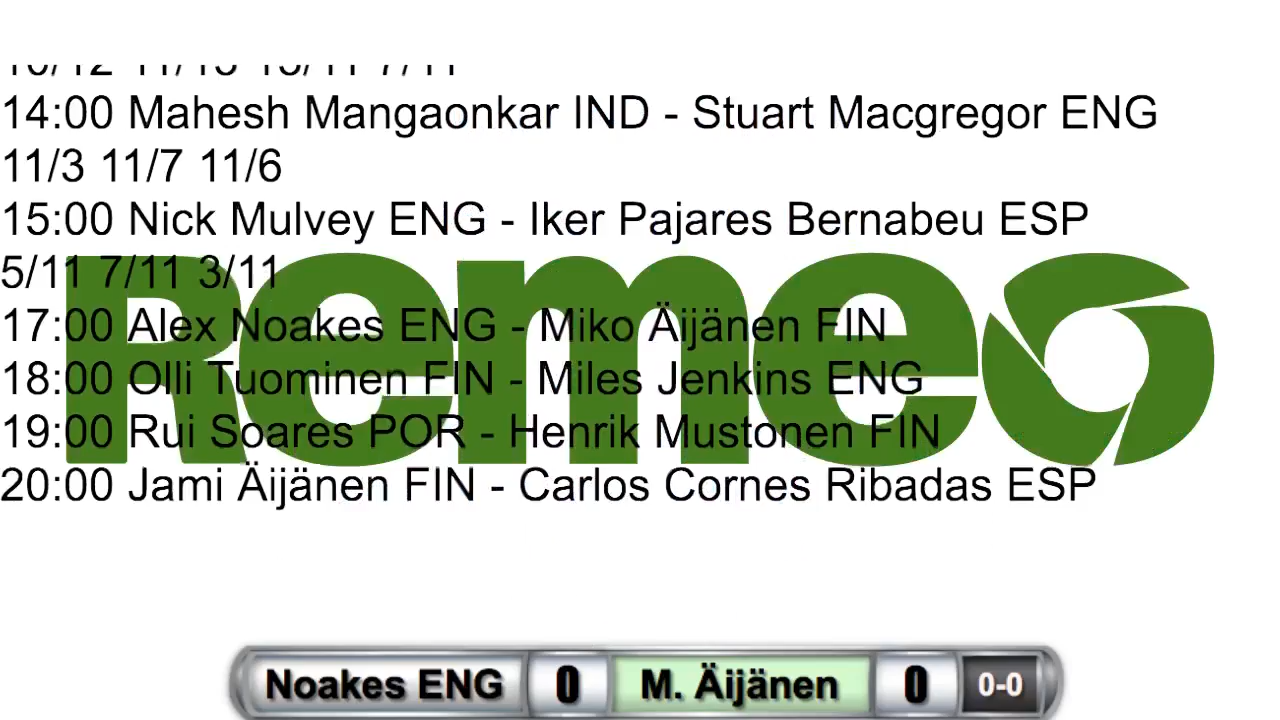 14:00 Mahesh Mangaonkar IND - Stuart Macgregor ENG
11/3 11/7 11/6
15:00 Nick Mulvey ENG - Iker Pajares Bernabeu ESP
5/11 7/11 3/11
17:00 Alex Noakes ENG - Miko Äijänen FIN
18:00 Olli Tuominen FIN - Miles Jenkins ENG
19:00 Rui Soares POR - Henrik Mustonen FIN
20:00 Jami Äijänen FIN - Carlos Cornes Ribadas ESP
Remeo
Noakes ENG 0 M. Äijänen 0 0-0